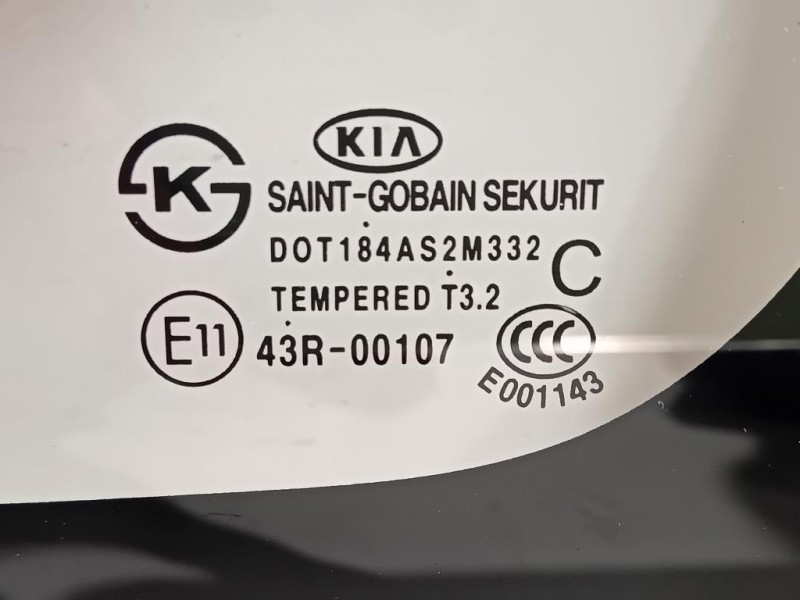 KIA
K
SAINT-GOBAIN SEKURIT
DOT184AS2M332
C
TEMPERED T3.2
E11 43R-00107
CCC
E001143